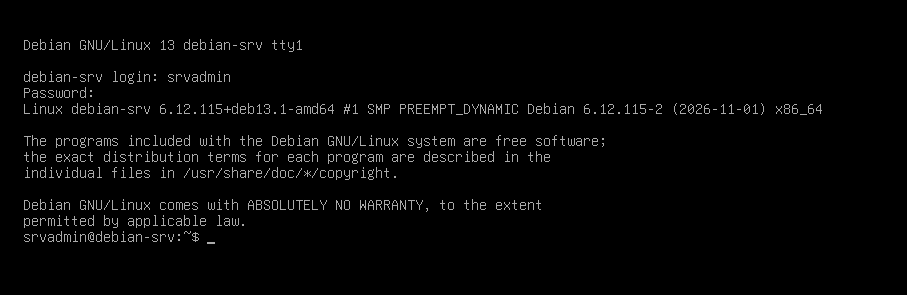 Debian GNU/Linux 13 debian-srv tty1
debian-srv login: srvadmin
Password:
Linux debian-srv 6.12.115+deb13.1-amd64 #1 SMP PREEMPT_DYNAMIC Debian 6.12.115-2 (2026-11-01) x86_64
The programs included with the Debian GNU/Linux system are free software;
the exact distribution terms for each program are described in the
individual files in /usr/share/doc/*/copyright.
Debian GNU/Linux comes with ABSOLUTELY NO WARRANTY, to the extent
permitted by applicable law.
srvadmin@debian-srv:~$ _